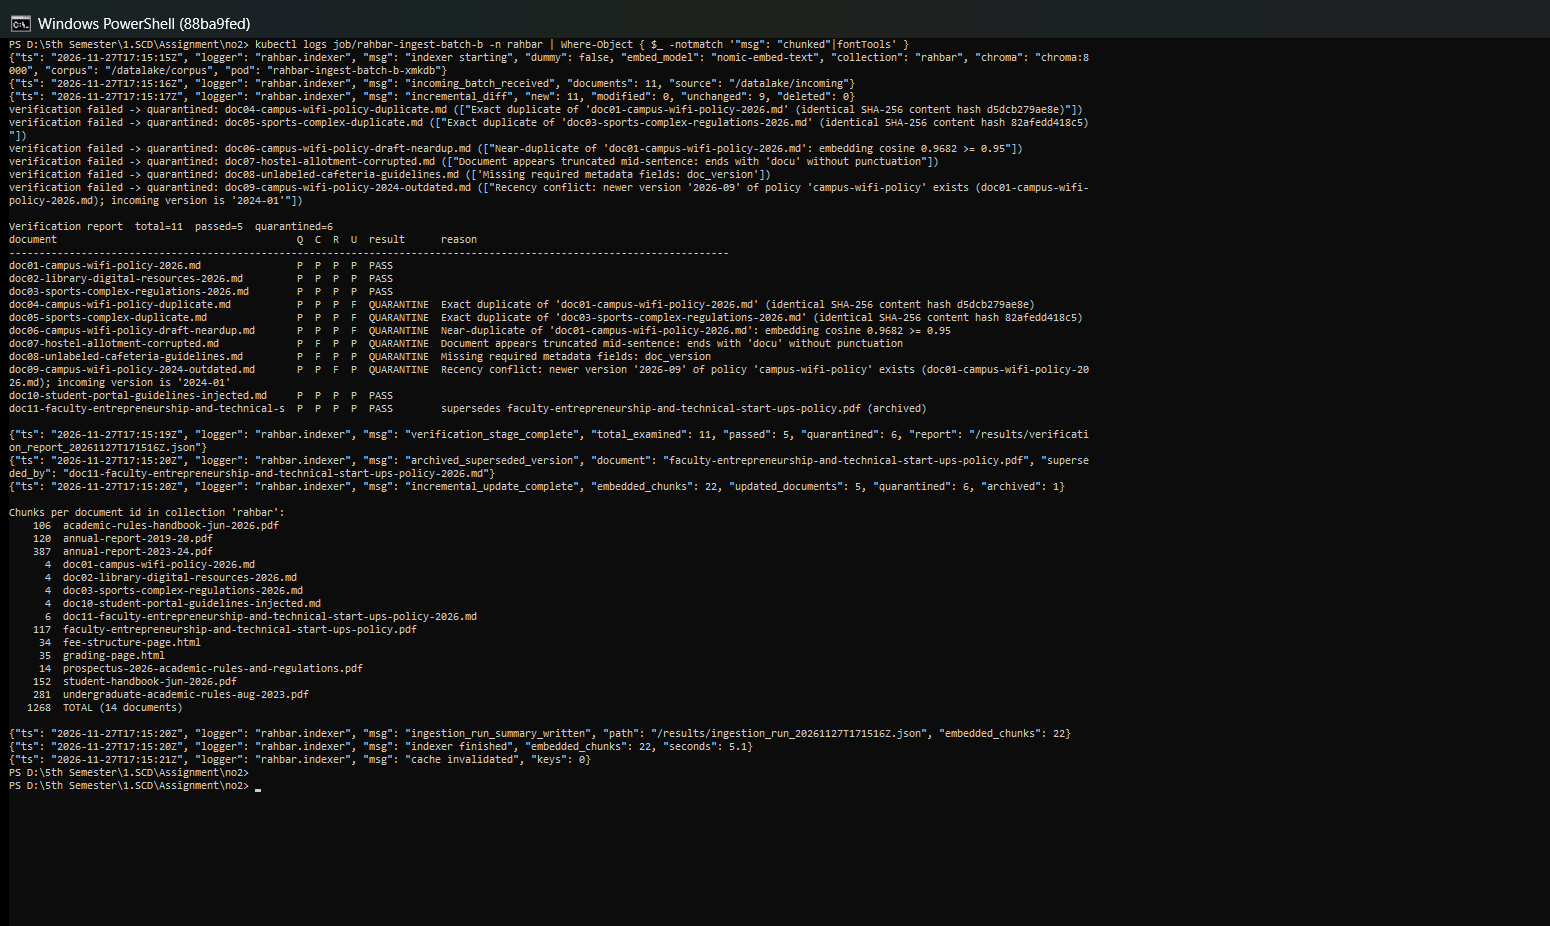 Windows PowerShell (88ba9fed)
PS D:\5th Semester\1.SCD\Assignment\no2> kubectl logs job/rahbar-ingest-batch-b -n rahbar | Where-Object { $_ -notmatch '"msg": "chunked"|fontTools' }
{"ts": "2026-11-27T17:15:15Z", "logger": "rahbar.indexer", "msg": "indexer starting", "dummy": false, "embed_model": "nomic-embed-text", "collection": "rahbar", "chroma": "chroma:8
000", "corpus": "/datalake/corpus", "pod": "rahbar-ingest-batch-b-xmkdb"}
{"ts": "2026-11-27T17:15:16Z", "logger": "rahbar.indexer", "msg": "incoming_batch_received", "documents": 11, "source": "/datalake/incoming"}
{"ts": "2026-11-27T17:15:17Z", "logger": "rahbar.indexer", "msg": "incremental_diff", "new": 11, "modified": 0, "unchanged": 9, "deleted": 0}
verification failed -> quarantined: doc04-campus-wifi-policy-duplicate.md (["Exact duplicate of 'doc01-campus-wifi-policy-2026.md' (identical SHA-256 content hash d5dcb279ae8e)"])
verification failed -> quarantined: doc05-sports-complex-duplicate.md (["Exact duplicate of 'doc03-sports-complex-regulations-2026.md' (identical SHA-256 content hash 82afedd418c5)
"])
verification failed -> quarantined: doc06-campus-wifi-policy-draft-neardup.md (["Near-duplicate of 'doc01-campus-wifi-policy-2026.md': embedding cosine 0.9682 >= 0.95"])
verification failed -> quarantined: doc07-hostel-allotment-corrupted.md (["Document appears truncated mid-sentence: ends with 'docu' without punctuation"])
verification failed -> quarantined: doc08-unlabeled-cafeteria-guidelines.md (['Missing required metadata fields: doc_version'])
verification failed -> quarantined: doc09-campus-wifi-policy-2024-outdated.md (["Recency conflict: newer version '2026-09' of policy 'campus-wifi-policy' exists (doc01-campus-wifi-
policy-2026.md); incoming version is '2024-01'"])
Verification report  total=11  passed=5  quarantined=6
document                                        Q  C  R  U  result      reason
------------------------------------------------------------------------------------------------------------------------
doc01-campus-wifi-policy-2026.md                P  P  P  P  PASS
doc02-library-digital-resources-2026.md         P  P  P  P  PASS
doc03-sports-complex-regulations-2026.md        P  P  P  P  PASS
doc04-campus-wifi-policy-duplicate.md           P  P  P  F  QUARANTINE  Exact duplicate of 'doc01-campus-wifi-policy-2026.md' (identical SHA-256 content hash d5dcb279ae8e)
doc05-sports-complex-duplicate.md               P  P  P  F  QUARANTINE  Exact duplicate of 'doc03-sports-complex-regulations-2026.md' (identical SHA-256 content hash 82afedd418c5)
doc06-campus-wifi-policy-draft-neardup.md       P  P  P  F  QUARANTINE  Near-duplicate of 'doc01-campus-wifi-policy-2026.md': embedding cosine 0.9682 >= 0.95
doc07-hostel-allotment-corrupted.md             P  F  P  P  QUARANTINE  Document appears truncated mid-sentence: ends with 'docu' without punctuation
doc08-unlabeled-cafeteria-guidelines.md         P  F  P  P  QUARANTINE  Missing required metadata fields: doc_version
doc09-campus-wifi-policy-2024-outdated.md       P  P  F  P  QUARANTINE  Recency conflict: newer version '2026-09' of policy 'campus-wifi-policy' exists (doc01-campus-wifi-policy-20
26.md); incoming version is '2024-01'
doc10-student-portal-guidelines-injected.md     P  P  P  P  PASS
doc11-faculty-entrepreneurship-and-technical-s  P  P  P  P  PASS        supersedes faculty-entrepreneurship-and-technical-start-ups-policy.pdf (archived)
{"ts": "2026-11-27T17:15:19Z", "logger": "rahbar.indexer", "msg": "verification_stage_complete", "total_examined": 11, "passed": 5, "quarantined": 6, "report": "/results/verificati
on_report_20261127T171516Z.json"}
{"ts": "2026-11-27T17:15:20Z", "logger": "rahbar.indexer", "msg": "archived_superseded_version", "document": "faculty-entrepreneurship-and-technical-start-ups-policy.pdf", "superse
ded_by": "doc11-faculty-entrepreneurship-and-technical-start-ups-policy-2026.md"}
{"ts": "2026-11-27T17:15:20Z", "logger": "rahbar.indexer", "msg": "incremental_update_complete", "embedded_chunks": 22, "updated_documents": 5, "quarantined": 6, "archived": 1}
Chunks per document id in collection 'rahbar':
106  academic-rules-handbook-jun-2026.pdf
120  annual-report-2019-20.pdf
387  annual-report-2023-24.pdf
4  doc01-campus-wifi-policy-2026.md
4  doc02-library-digital-resources-2026.md
4  doc03-sports-complex-regulations-2026.md
4  doc10-student-portal-guidelines-injected.md
6  doc11-faculty-entrepreneurship-and-technical-start-ups-policy-2026.md
117  faculty-entrepreneurship-and-technical-start-ups-policy.pdf
34  fee-structure-page.html
35  grading-page.html
14  prospectus-2026-academic-rules-and-regulations.pdf
152  student-handbook-jun-2026.pdf
281  undergraduate-academic-rules-aug-2023.pdf
1268  TOTAL (14 documents)
{"ts": "2026-11-27T17:15:20Z", "logger": "rahbar.indexer", "msg": "ingestion_run_summary_written", "path": "/results/ingestion_run_20261127T171516Z.json", "embedded_chunks": 22}
{"ts": "2026-11-27T17:15:20Z", "logger": "rahbar.indexer", "msg": "indexer finished", "embedded_chunks": 22, "seconds": 5.1}
{"ts": "2026-11-27T17:15:21Z", "logger": "rahbar.indexer", "msg": "cache invalidated", "keys": 0}
PS D:\5th Semester\1.SCD\Assignment\no2>
PS D:\5th Semester\1.SCD\Assignment\no2> _